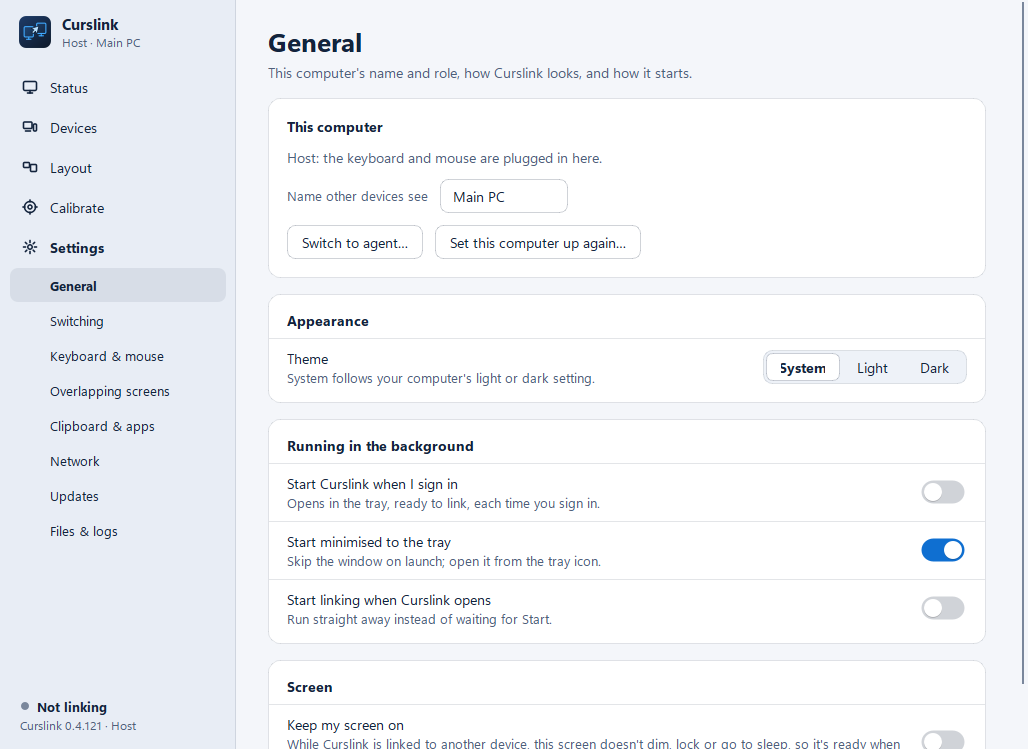 Curslink
Host · Main PC
Status
Devices
Layout
Calibrate
Settings
General
Switching
Keyboard & mouse
Overlapping screens
Clipboard & apps
Network
Updates
Files & logs
Not linking
Curslink 0.4.121 · Host
General
This computer's name and role, how Curslink looks, and how it starts.
This computer
Host: the keyboard and mouse are plugged in here.
Name other devices see
Main PC
Switch to agent...
Set this computer up again...
Appearance
Theme
System follows your computer's light or dark setting.
System
Light
Dark
Running in the background
Start Curslink when I sign in
Opens in the tray, ready to link, each time you sign in.
Start minimised to the tray
Skip the window on launch; open it from the tray icon.
Start linking when Curslink opens
Run straight away instead of waiting for Start.
Screen
Keep my screen on
While Curslink is linked to another device, this screen doesn't dim, lock or go to sleep, so it's ready when